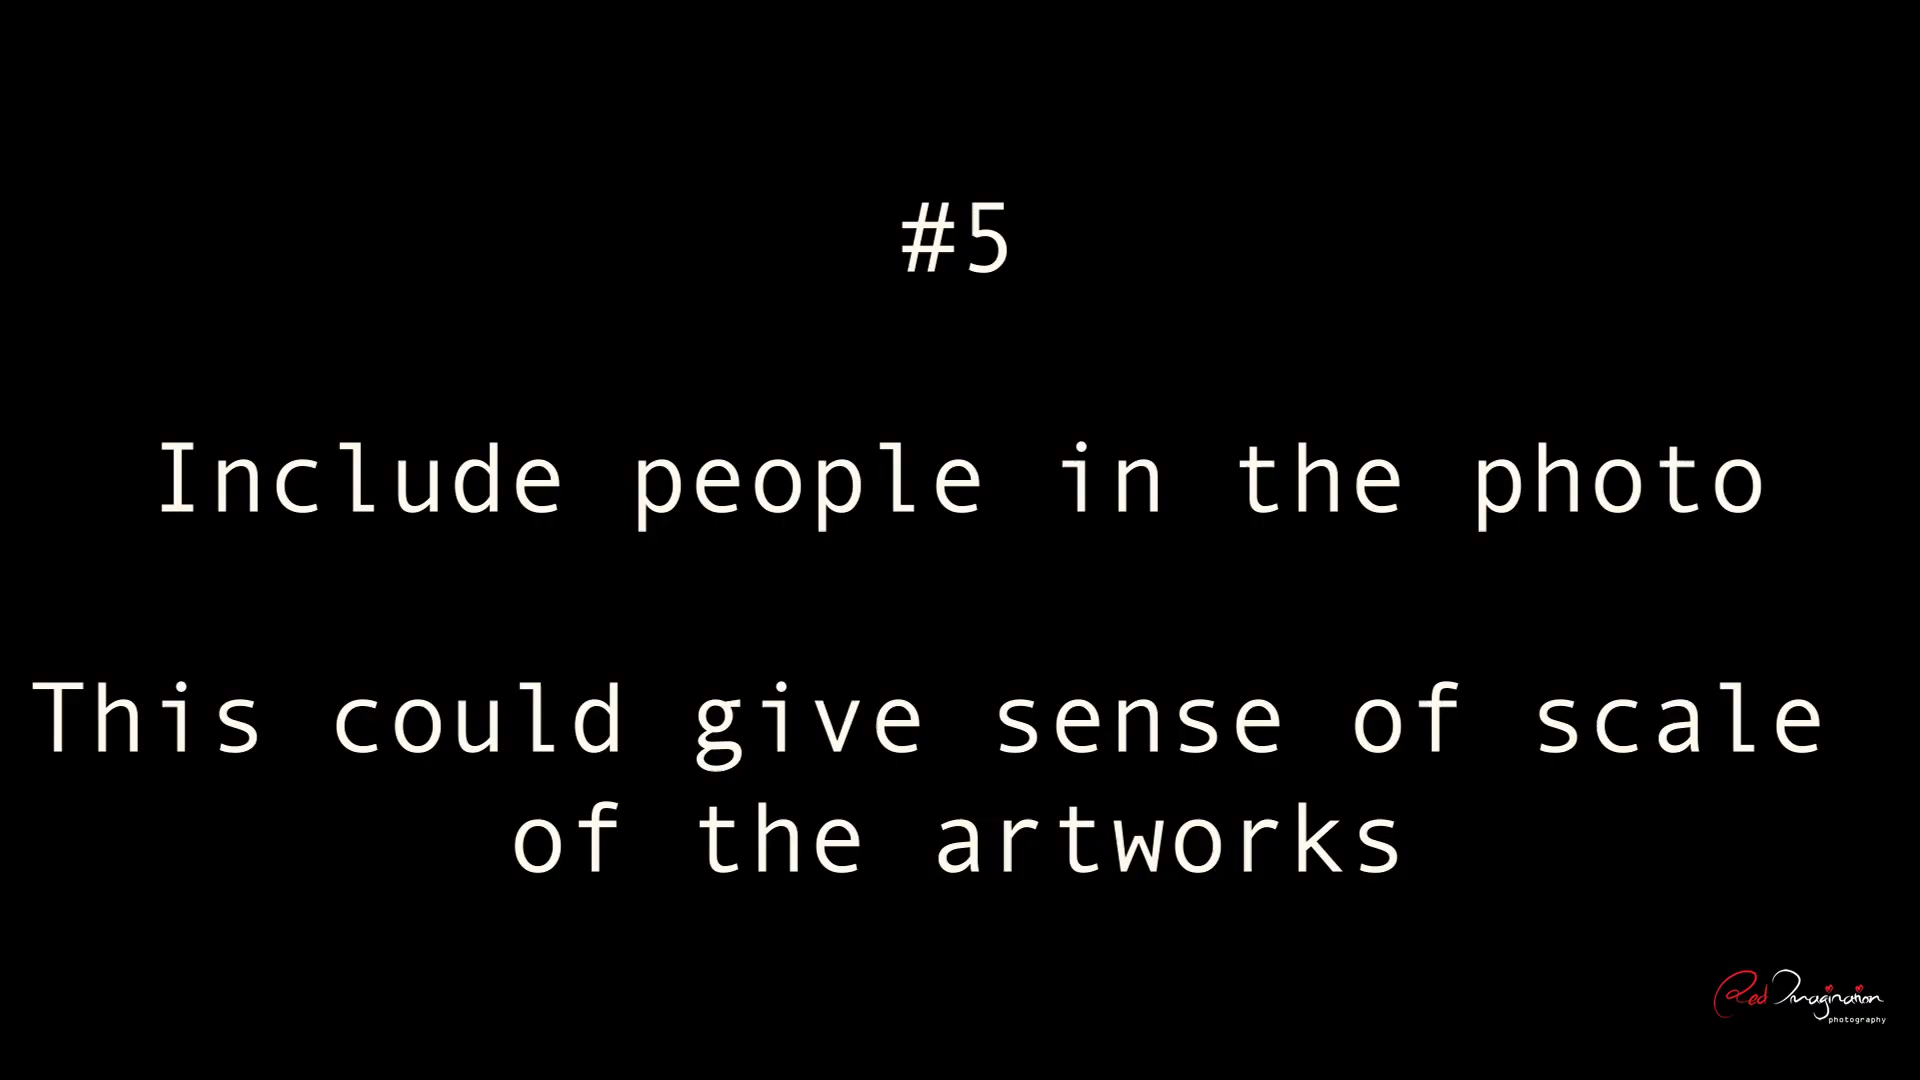 #5
Include people in the photo
This could give sense of scale
of the artworks
Red Imagination
photography